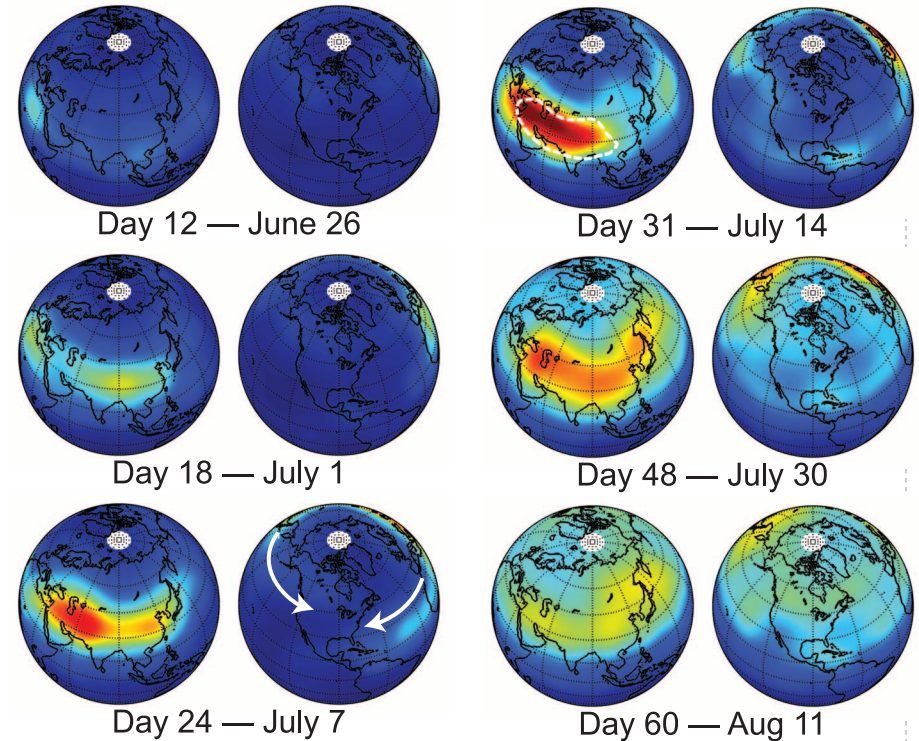 Day 12 — June 26
Day 31 — July 14
Day 18 — July 1
Day 48 — July 30
Day 24 — July 7
Day 60 — Aug 11